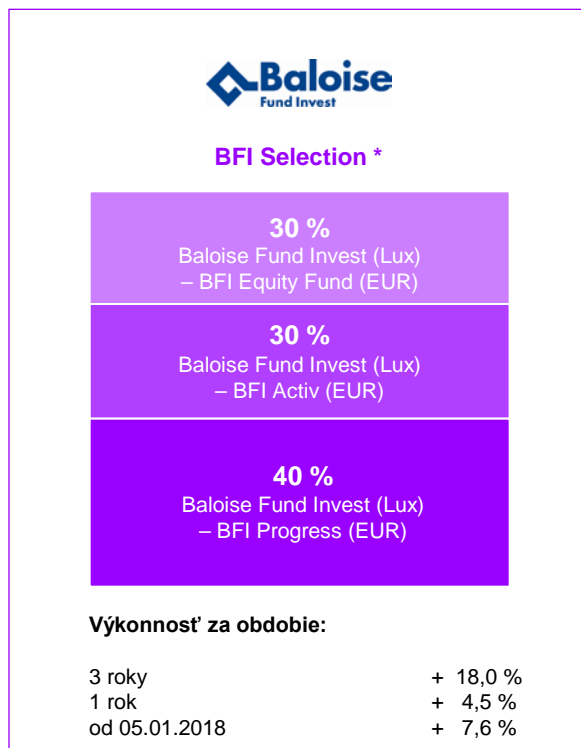 Baloise
Fund Invest
BFI Selection *
30 %
Baloise Fund Invest (Lux)
– BFI Equity Fund (EUR)
30 %
Baloise Fund Invest (Lux)
– BFI Activ (EUR)
40 %
Baloise Fund Invest (Lux)
– BFI Progress (EUR)
Výkonnosť za obdobie:
3 roky + 18,0 %
1 rok + 4,5 %
od 05.01.2018 + 7,6 %